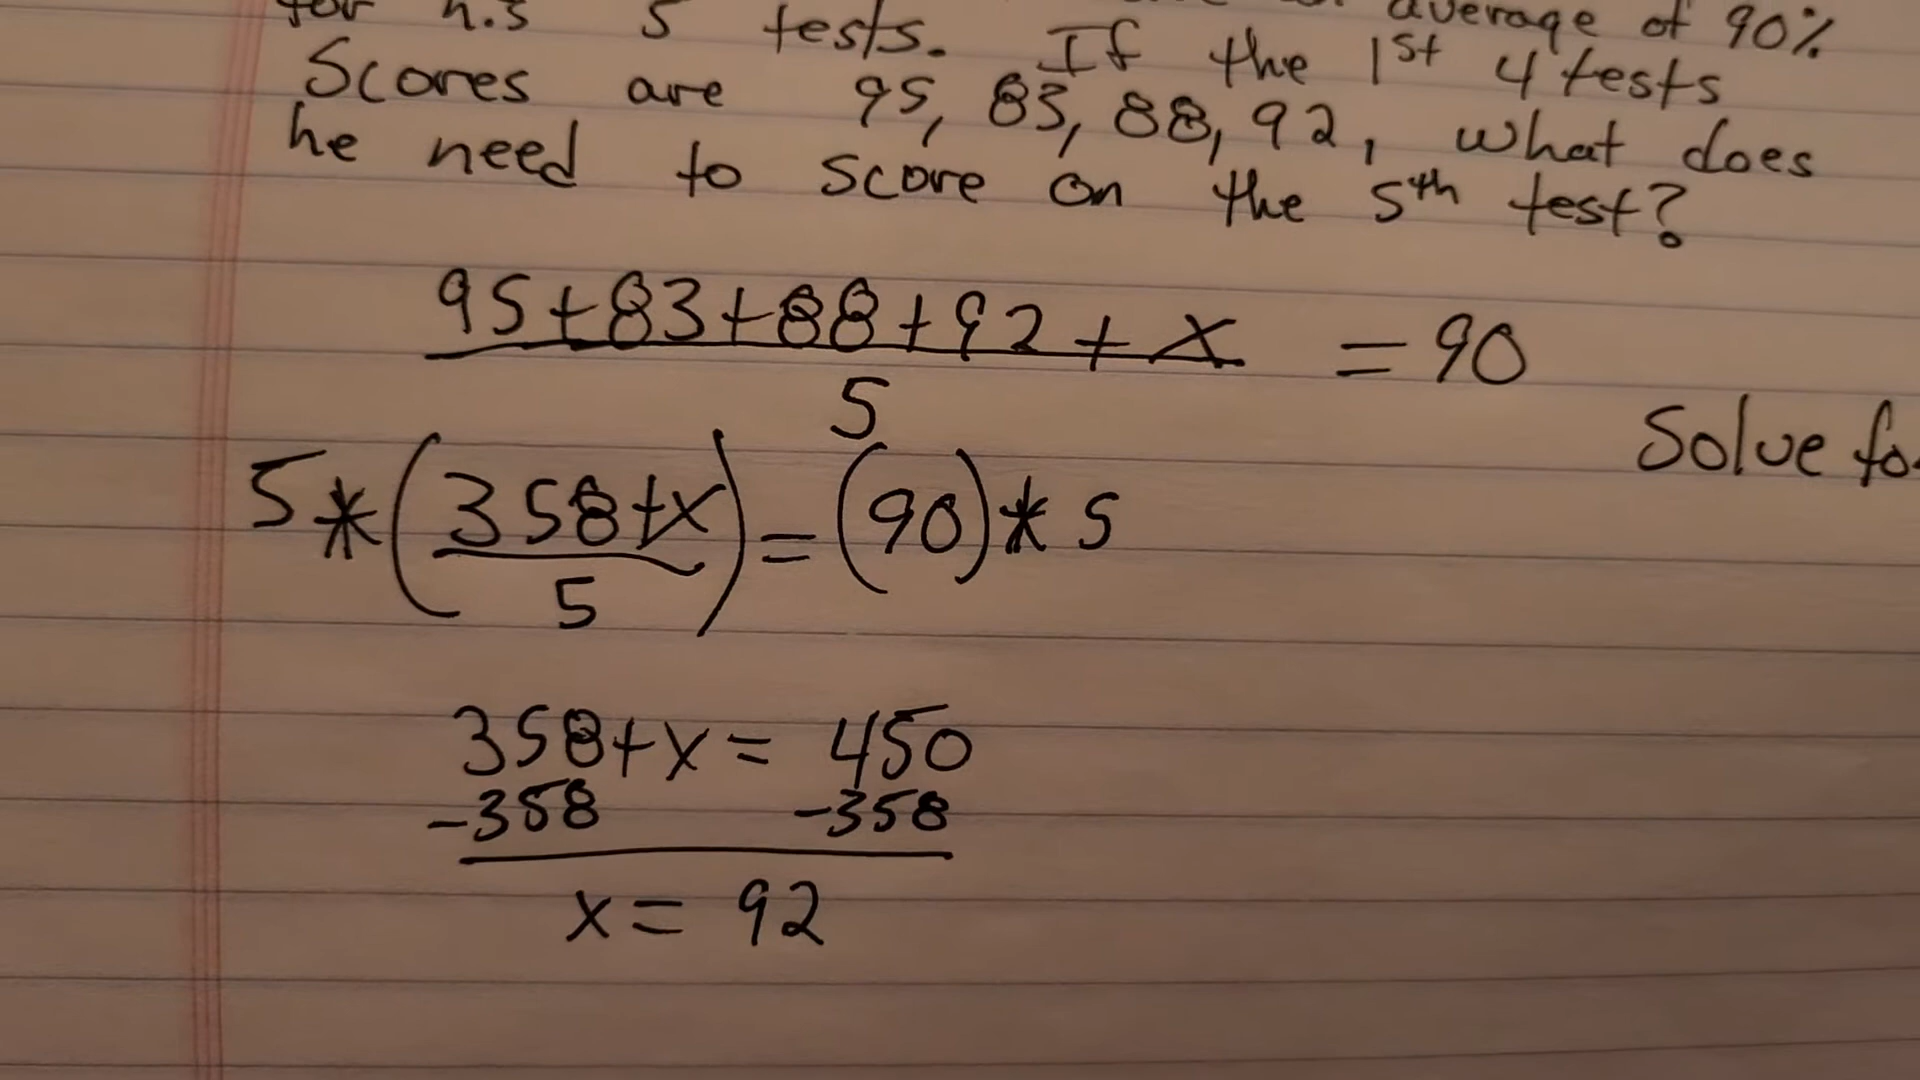 for h.s 5 tests. average of 90%
If the 1st 4 tests
Scores are 95, 83, 88, 92, what does
he need to score on the 5th test?
95+83+88+92+x = 90
5
Solve fo
5*(358+x)=(90)*5
5
358+x = 450
-358 -358
x = 92